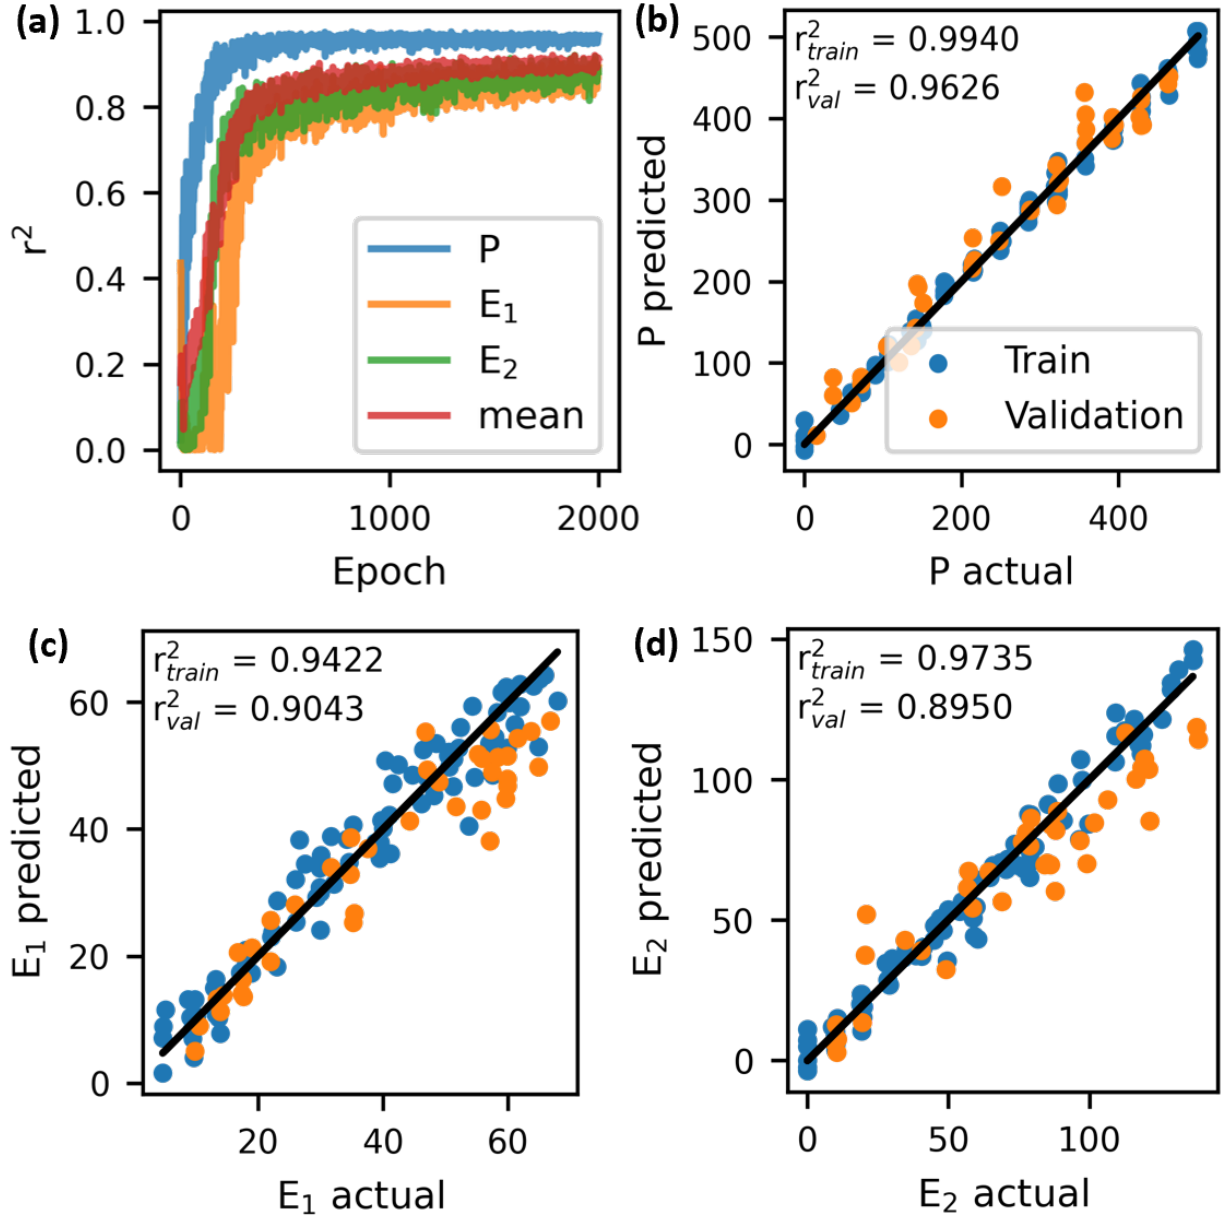 (a)
1.0
0.8
0.6
0.4
0.2
0.0
r²
P
E₁
E₂
mean
0 1000 2000
Epoch
(b)
r²train = 0.9940
r²val = 0.9626
500
400
300
200
100
0
P predicted
Train
Validation
0 200 400
P actual
(c)
r²train = 0.9422
r²val = 0.9043
60
40
20
0
E₁ predicted
20 40 60
E₁ actual
(d)
r²train = 0.9735
r²val = 0.8950
150
100
50
0
E₂ predicted
0 50 100
E₂ actual